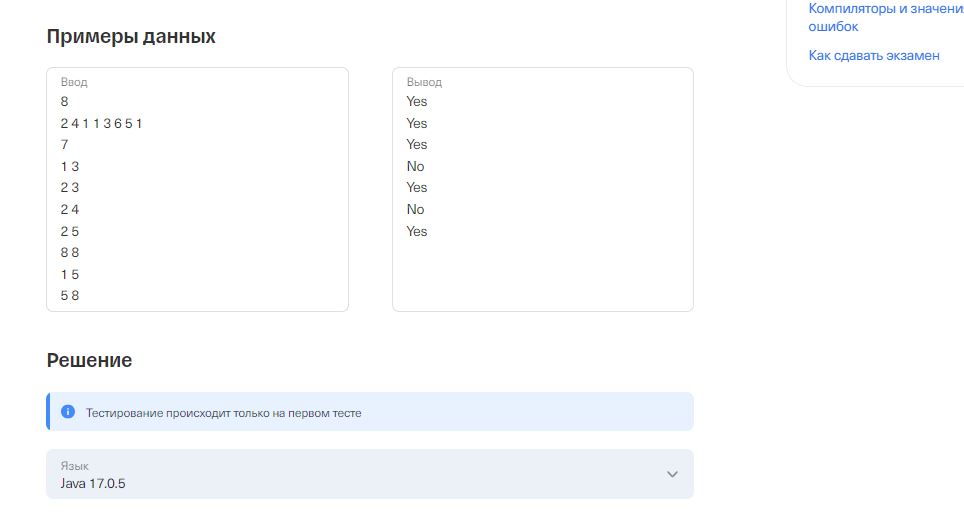 Компиляторы и значени
ошибок
Как сдавать экзамен
Примеры данных
Ввод
8
2 4 1 1 3 6 5 1
7
1 3
2 3
2 4
2 5
8 8
1 5
5 8
Вывод
Yes
Yes
Yes
No
Yes
No
Yes
Решение
Тестирование происходит только на первом тесте
Язык
Java 17.0.5